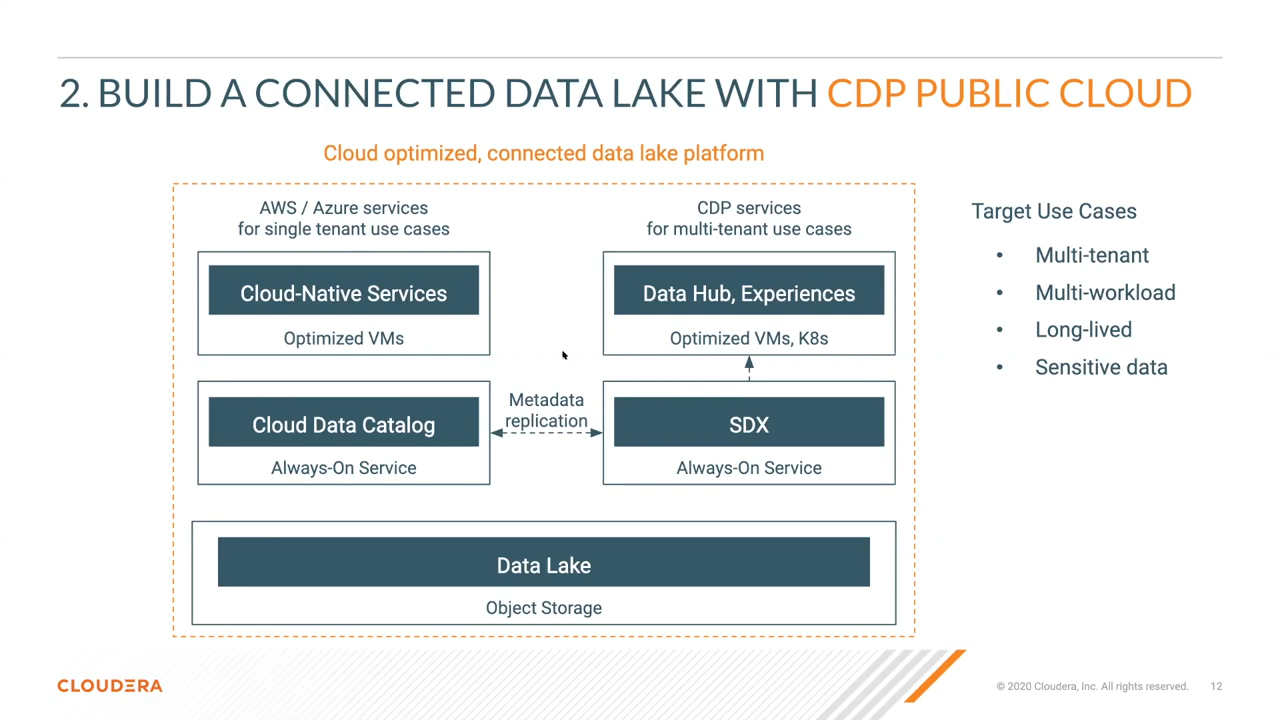 2. BUILD A CONNECTED DATA LAKE WITH CDP PUBLIC CLOUD
Cloud optimized, connected data lake platform
AWS / Azure services
for single tenant use cases
Cloud-Native Services
Optimized VMs
CDP services
for multi-tenant use cases
Data Hub, Experiences
Optimized VMs, K8s
Cloud Data Catalog
Always-On Service
Metadata
replication
SDX
Always-On Service
Data Lake
Object Storage
Target Use Cases
• Multi-tenant
• Multi-workload
• Long-lived
• Sensitive data
CLOUDERA
© 2020 Cloudera, Inc. All rights reserved. 12